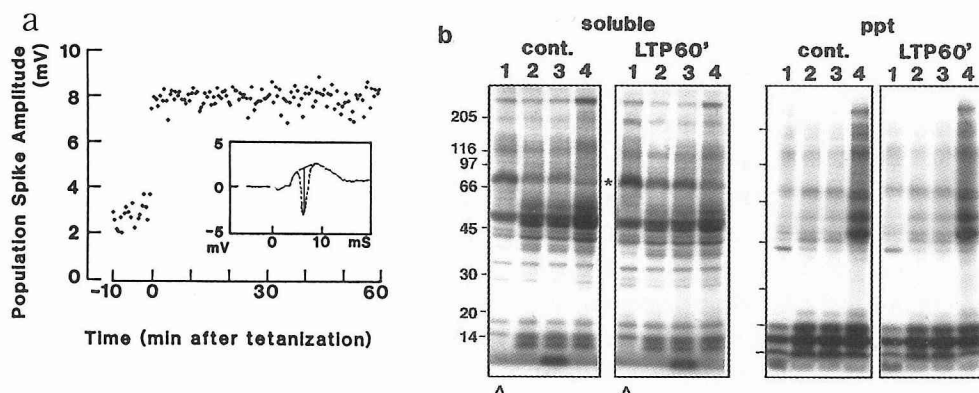 a
Population Spike Amplitude
(mV)
10
8
6
4
2
0
-10 0 30 60
Time (min after tetanization)
5
0
-5
mV 0 10 mS
b
soluble
cont. LTP60'
1 2 3 4 1 2 3 4
205
116
97
66
45
30
20
14
*
^ ^
ppt
cont. LTP60'
1 2 3 4 1 2 3 4